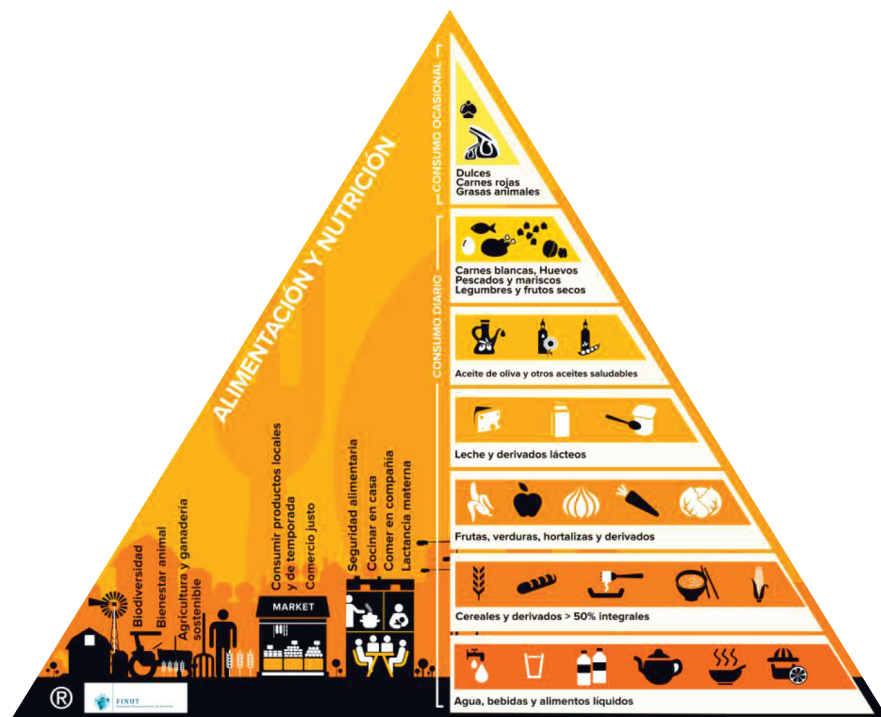 ALIMENTACIÓN Y NUTRICIÓN
CONSUMO OCASIONAL
Dulces
Carnes rojas
Grasas animales
CONSUMO DIARIO
Carnes blancas, Huevos
Pescados y mariscos
Legumbres y frutos secos
Aceite de oliva y otros aceites saludables
Leche y derivados lácteos
Frutas, verduras, hortalizas y derivados
Cereales y derivados > 50% integrales
Agua, bebidas y alimentos líquidos
Biodiversidad
Bienestar animal
Agricultura y ganadería
sostenible
Consumir productos locales
y de temporada
Comercio justo
MARKET
Seguridad alimentaria
Cocinar en casa
Comer en compañía
Lactancia materna
®
FINUT